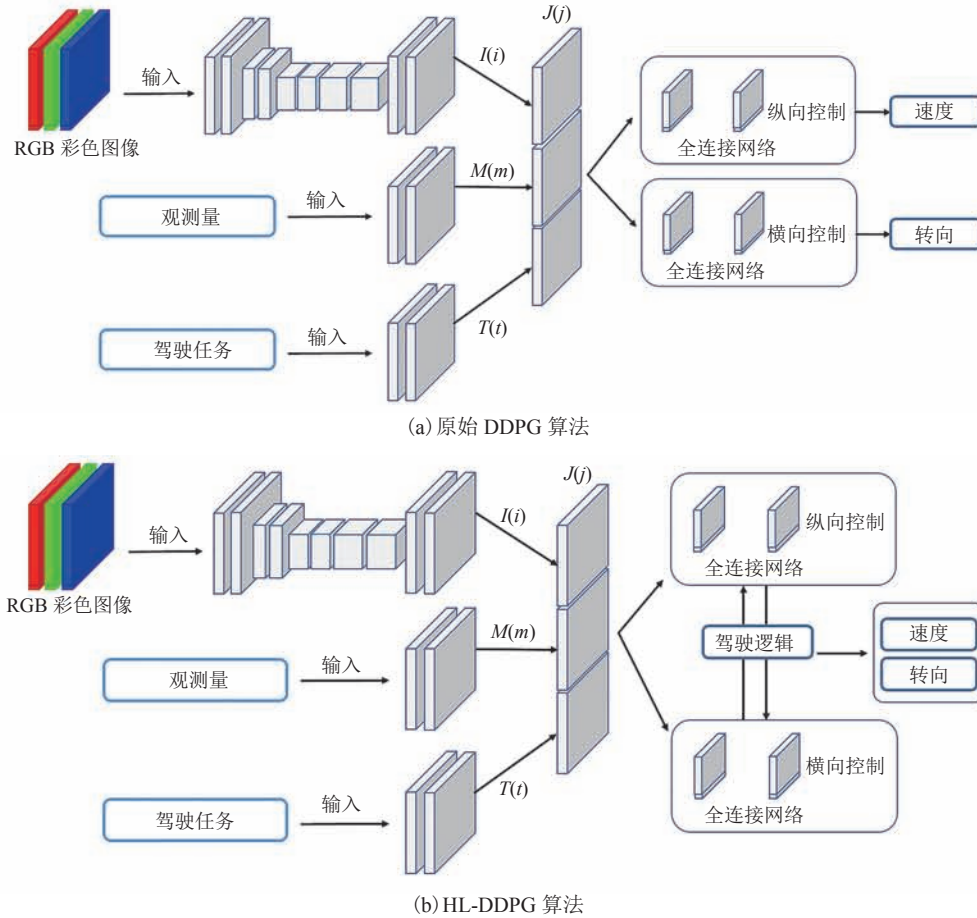 J(j)
I(i)
输入
纵向控制
速度
全连接网络
RGB 彩色图像
M(m)
观测量
输入
横向控制
转向
全连接网络
T(t)
驾驶任务
输入
(a)原始 DDPG 算法
J(j)
I(i)
纵向控制
输入
全连接网络
RGB 彩色图像
M(m)
驾驶逻辑
速度
观测量
输入
转向
横向控制
T(t)
驾驶任务
输入
全连接网络
(b)HL-DDPG 算法